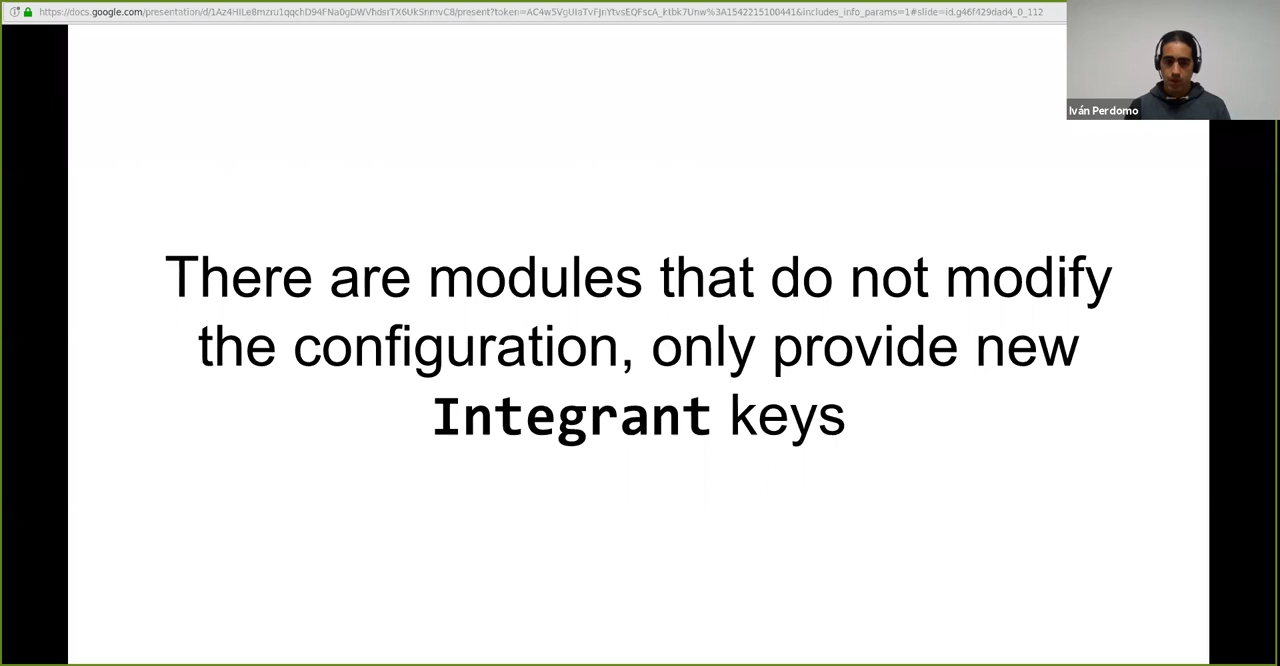 Iván Perdomo
There are modules that do not modify
the configuration, only provide new
Integrant keys